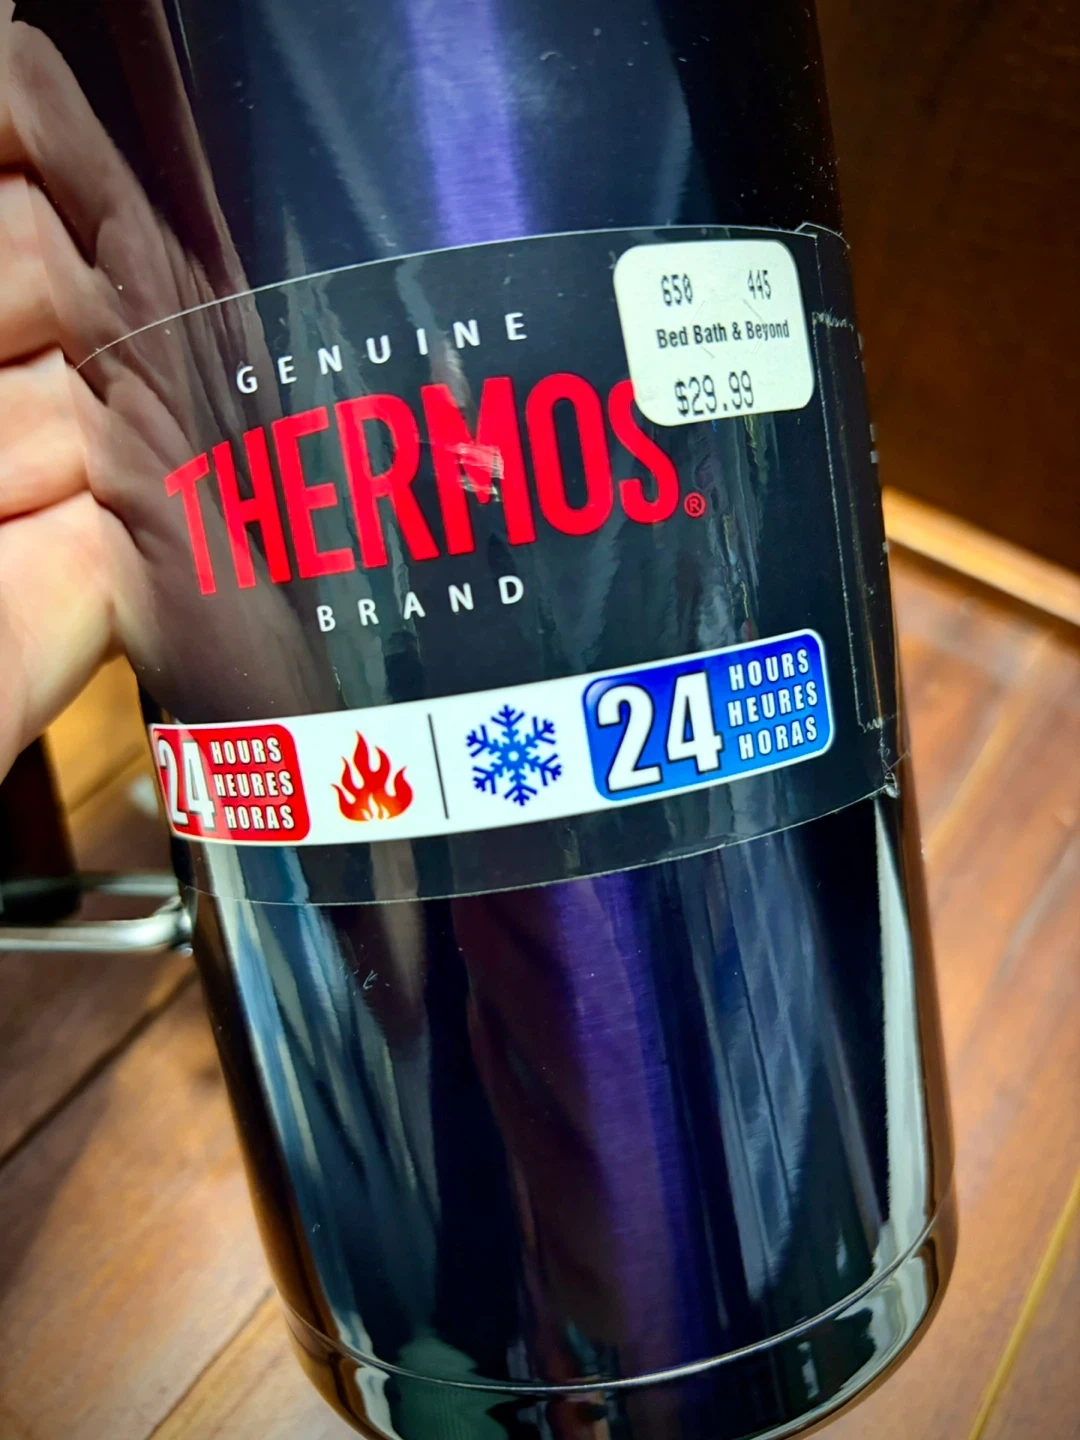 650 445
Bed Bath & Beyond
$29.99
GENUINE
THERMOS®
BRAND
24 HOURS
HEURES
HORAS
24 HOURS
HEURES
HORAS